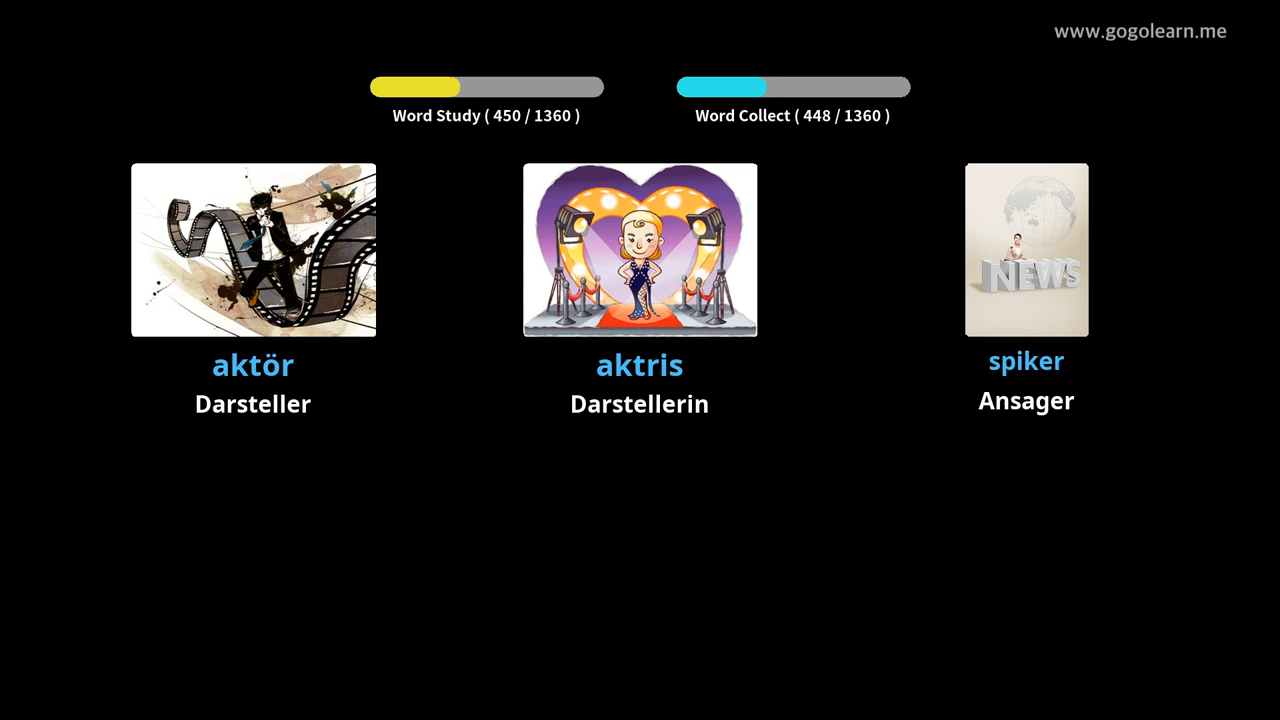 www.gogolearn.me
Word Study ( 450 / 1360 )
Word Collect ( 448 / 1360 )
NEWS
aktör
aktris
spiker
Darsteller
Darstellerin
Ansager